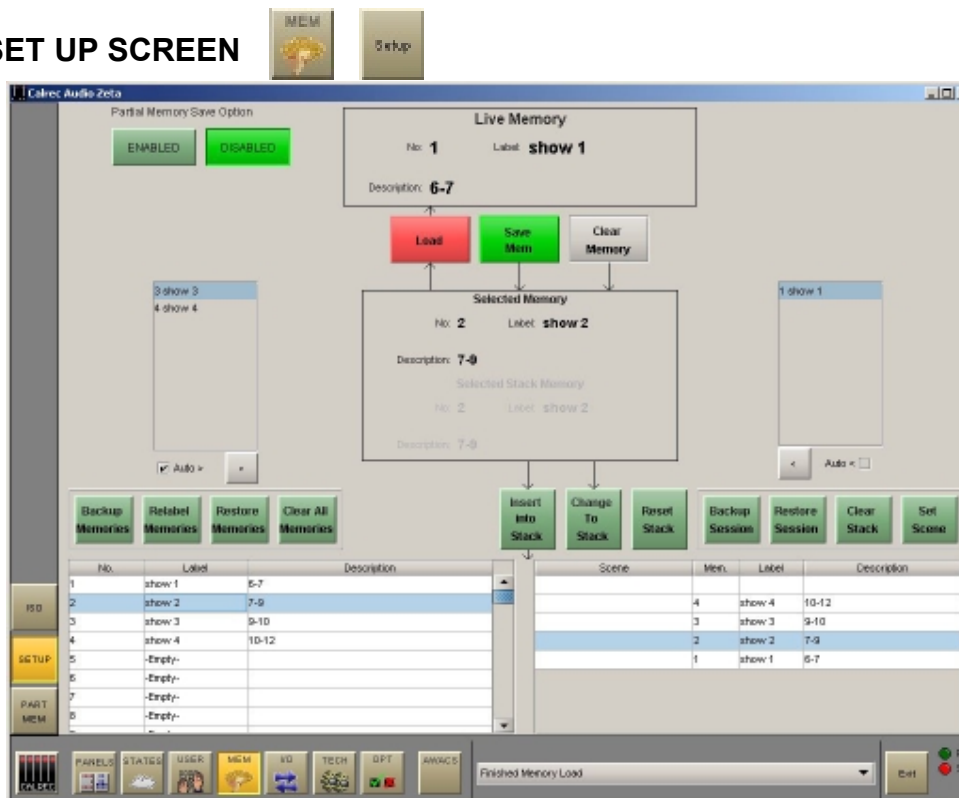 SET UP SCREEN
MEM
Setup
Calrec Audio Zeta
Partial Memory Save Option
ENABLED
DISABLED
Live Memory
No: 1 Label: show 1
Description: 6-7
Load
Save Mem
Clear Memory
3 show 3
4 show 4
Selected Memory
No: 2 Label: show 2
Description: 7-9
Selected Stack Memory
No: 2 Label: show 2
Description: 7-9
1 show 1
Auto >
<
<
Auto <
Backup Memories
Relabel Memories
Restore Memories
Clear All Memories
Insert Into Stack
Change To Stack
Reset Stack
Backup Session
Restore Session
Clear Stack
Set Scene
No. Label Description
1 show 1 6-7
2 show 2 7-9
3 show 3 9-10
4 show 4 10-12
5 -Empty-
6 -Empty-
7 -Empty-
8 -Empty-
Scene Mem. Label Description
4 show 4 10-12
3 show 3 9-10
2 show 2 7-9
1 show 1 6-7
ISO
SETUP
PART MEM
CALREC
PANELS
STATES
USER
MEM
I/O
TECH
OPT
AWACS
Finished Memory Load
Exit